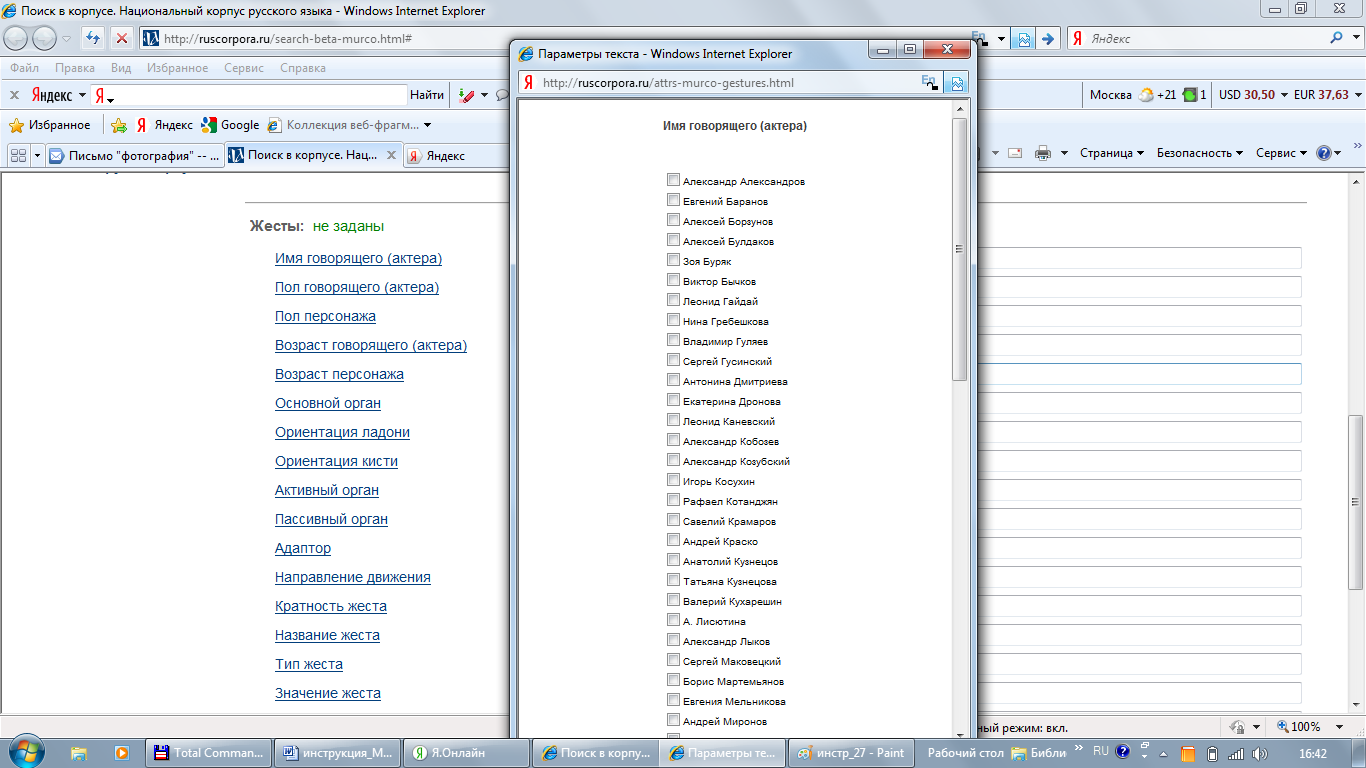 Поиск в корпусе. Национальный корпус русского языка - Windows Internet Explorer
http://ruscorpora.ru/search-beta-murco.html#
Яндекс
Файл Правка Вид Избранное Сервис Справка
Яндекс Я Найти
Москва +21 1 USD 30,50 EUR 37,63
Избранное Яндекс Google Коллекция веб-фрагм...
Письмо "фотография" -- ... Поиск в корпусе. Нац... Яндекс
Страница Безопасность Сервис
Жесты: не заданы
Имя говорящего (актера)
Пол говорящего (актера)
Пол персонажа
Возраст говорящего (актера)
Возраст персонажа
Основной орган
Ориентация ладони
Ориентация кисти
Активный орган
Пассивный орган
Адаптор
Направление движения
Кратность жеста
Название жеста
Тип жеста
Значение жеста
Параметры текста - Windows Internet Explorer
http://ruscorpora.ru/attrs-murco-gestures.html
Имя говорящего (актера)
Александр Александров
Евгений Баранов
Алексей Борзунов
Алексей Булдаков
Зоя Буряк
Виктор Бычков
Леонид Гайдай
Нина Гребешкова
Владимир Гуляев
Сергей Гусинский
Антонина Дмитриева
Екатерина Дронова
Леонид Каневский
Александр Кобозев
Александр Козубский
Игорь Косухин
Рафаел Котанджян
Савелий Крамаров
Андрей Краско
Анатолий Кузнецов
Татьяна Кузнецова
Валерий Кухарешин
А. Лисютина
Александр Лыков
Сергей Маковецкий
Борис Мартемьянов
Евгения Мельникова
Андрей Миронов
ный режим: вкл.
100%
Total Comman... инструкция_M... Я.Онлайн Поиск в корпу... Параметры те... инстр_27 - Paint Рабочий стол Библи » RU 16:42